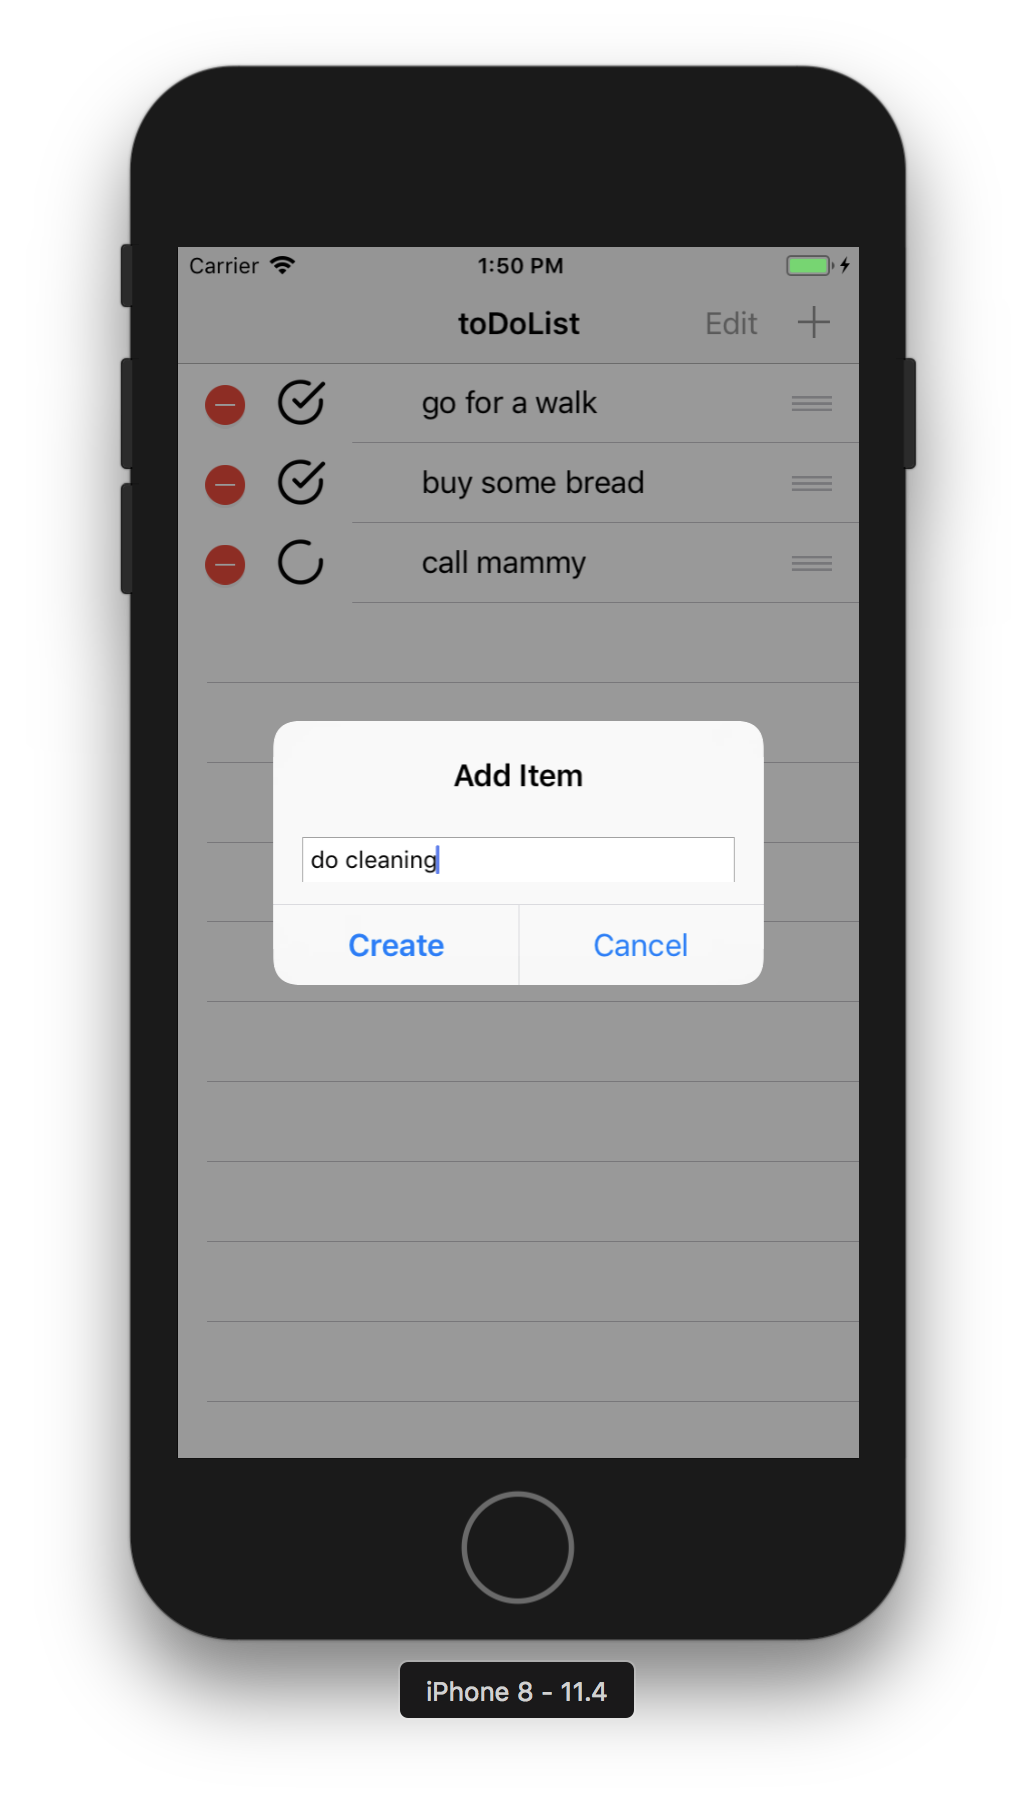 Carrier 1:50 PM
toDoList Edit
go for a walk
buy some bread
call mammy
Add Item
do cleaning
Create Cancel
iPhone 8 - 11.4